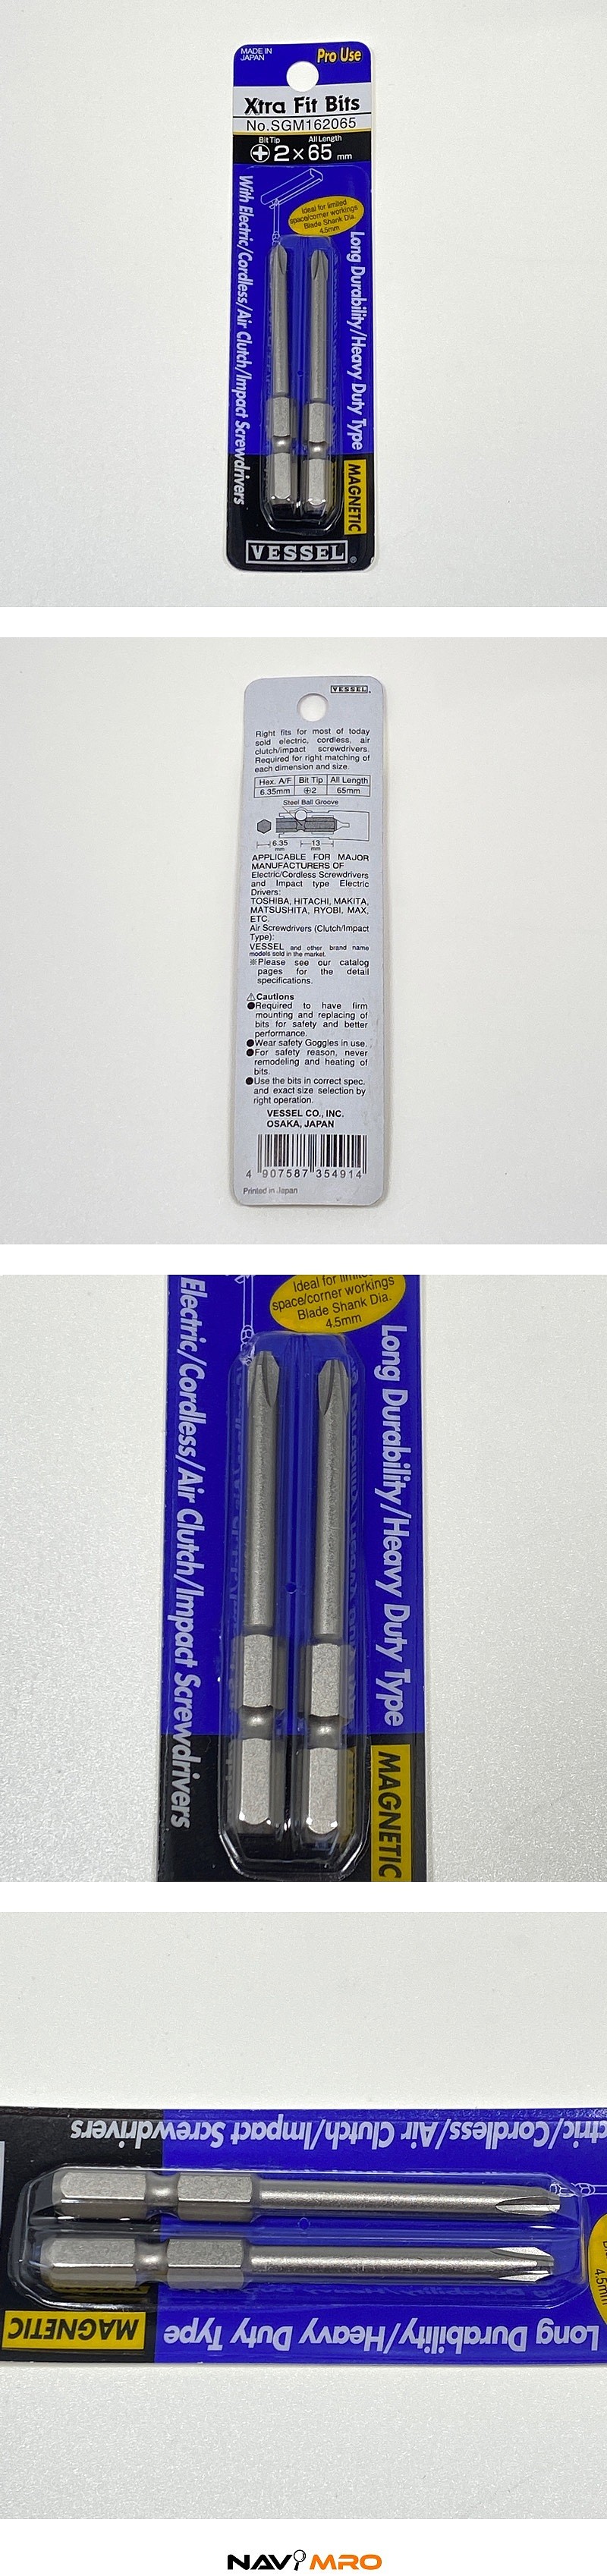 MADE IN
JAPAN
Pro Use
Xtra Fit Bits
No.SGM162065
Bit Tip All Length
⊕2×65 mm
Ideal for limited
space/corner workings
Blade Shank Dia.
4.5mm
With Electric/Cordless/Air Clutch/Impact Screwdrivers
Long Durability/Heavy Duty Type
MAGNETIC
VESSEL®
VESSEL®
Right fits for most of today
sold electric, cordless, air
clutch/impact screwdrivers.
Required for right matching of
each dimension and size.
Hex. A/F Bit Tip All Length
6.35mm ⊕2 65mm
Steel Ball Groove
6.35 13
mm mm
APPLICABLE FOR MAJOR
MANUFACTURERS OF
Electric/Cordless Screwdrivers
and Impact type Electric
Drivers:
TOSHIBA, HITACHI, MAKITA,
MATSUSHITA, RYOBI, MAX,
ETC.
Air Screwdrivers (Clutch/Impact
Type):
VESSEL and other brand name
models sold in the market.
※Please see our catalog
pages for the detail
specifications.
⚠Cautions
●Required to have firm
mounting and replacing of
bits for safety and better
performance.
●Wear safety Goggles in use.
●For safety reason, never
remodeling and heating of
bits.
●Use the bits in correct spec.
and exact size selection by
right operation.
VESSEL CO., INC.
OSAKA, JAPAN
4 907587 354914
Printed in Japan
Ideal for limited
space/corner workings
Blade Shank Dia.
4.5mm
Electric/Cordless/Air Clutch/Impact Screwdrivers
Long Durability/Heavy Duty Type
MAGNETIC
ctric/Cordless/Air Clutch/Impact Screwdrivers
4.5mm
Long Durability/Heavy Duty Type
MAGNETIC
NAVIMRO